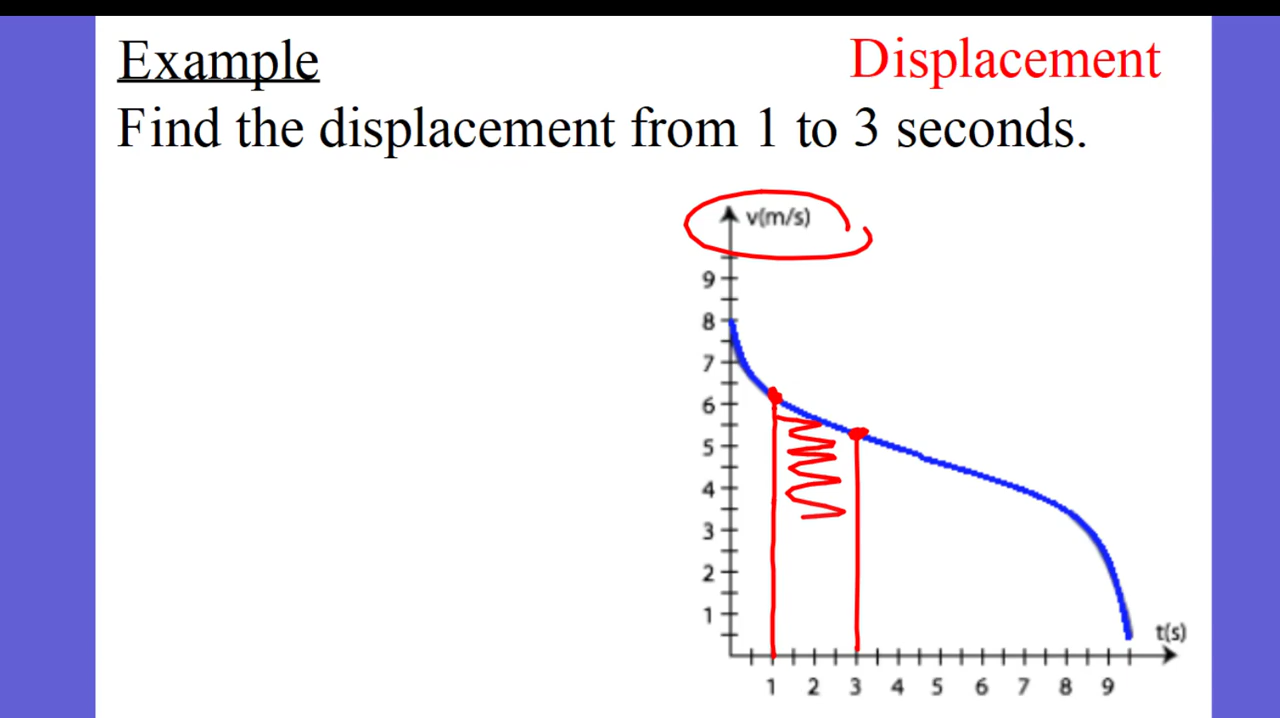 Example
Displacement
Find the displacement from 1 to 3 seconds.
v(m/s)
9
8
7
6
5
4
3
2
1
t(s)
1 2 3 4 5 6 7 8 9